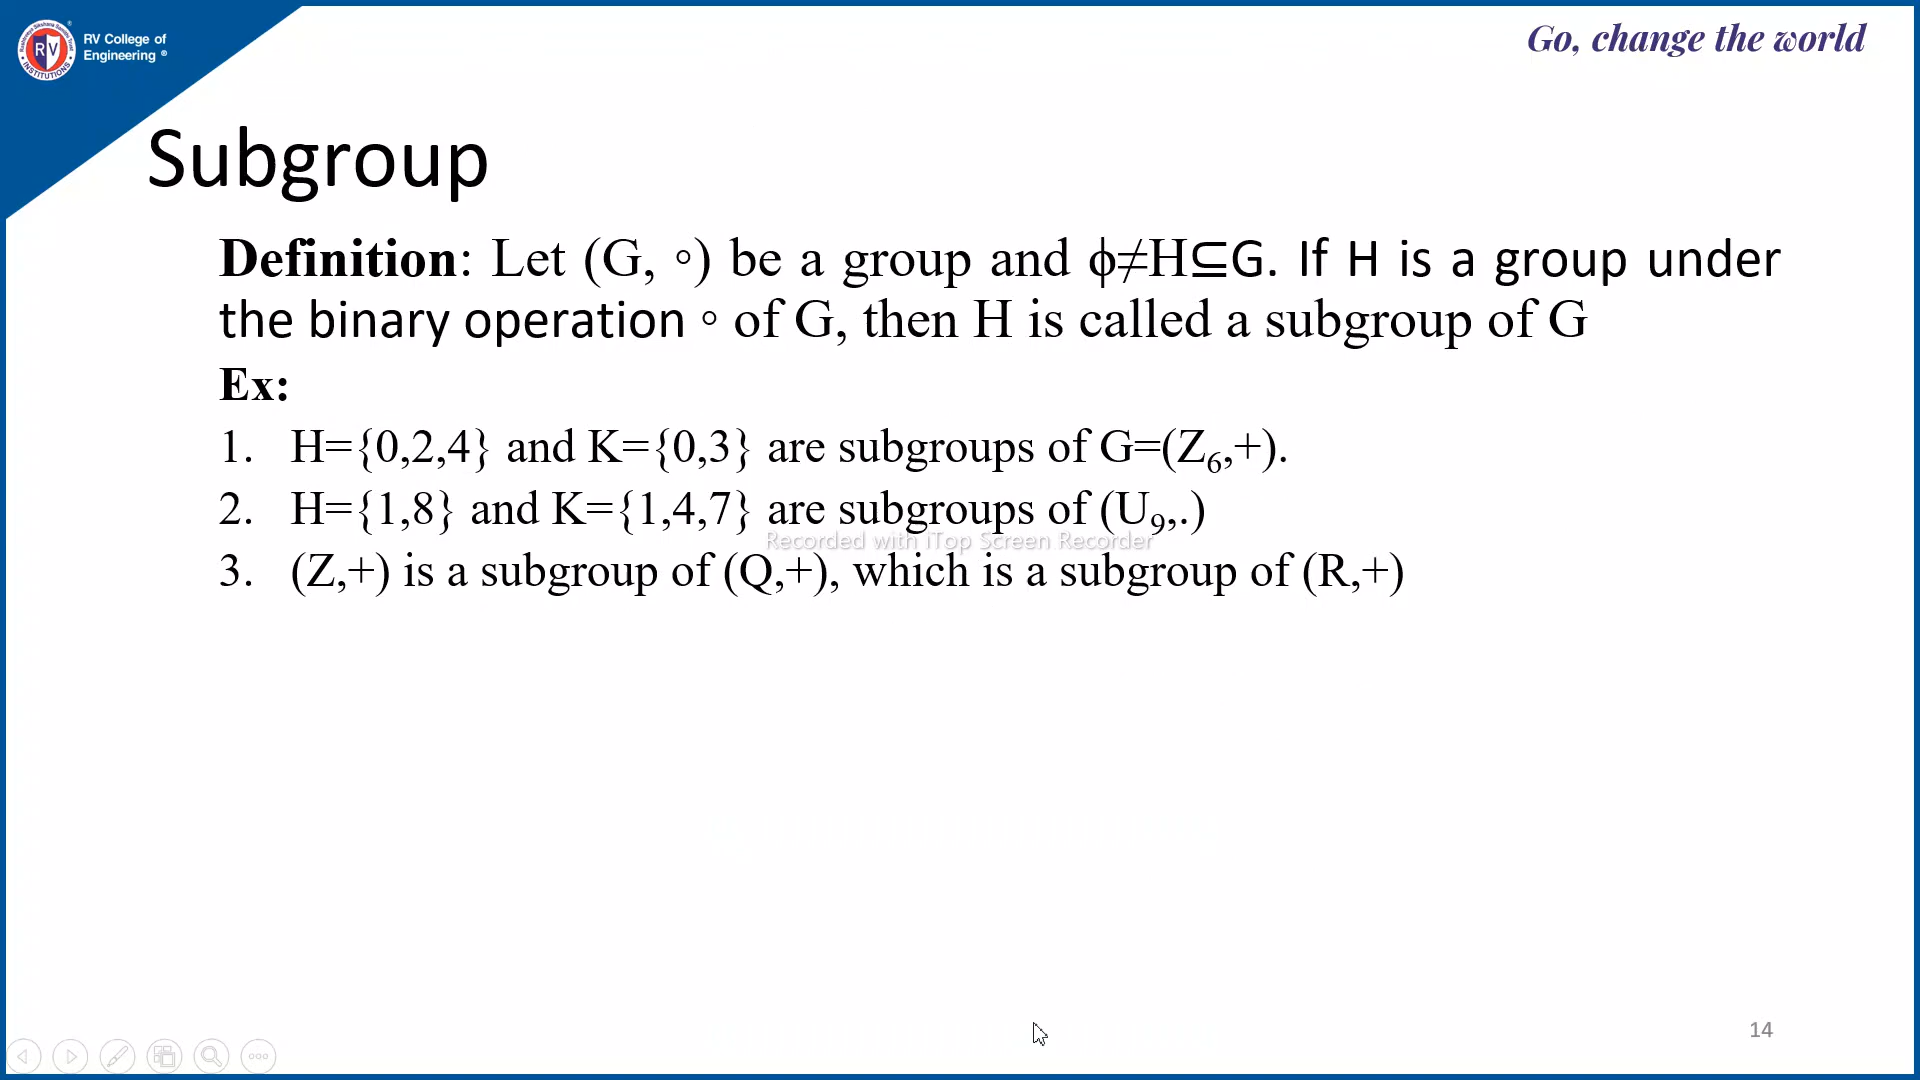 RV College of
Engineering ®
Go, change the world
Subgroup
Definition: Let (G, ∘) be a group and ϕ≠H⊆G. If H is a group under
the binary operation ∘ of G, then H is called a subgroup of G
Ex:
1. H={0,2,4} and K={0,3} are subgroups of G=(Z₆,+).
2. H={1,8} and K={1,4,7} are subgroups of (U₉,.)
Recorded with iTop Screen Recorder
3. (Z,+) is a subgroup of (Q,+), which is a subgroup of (R,+)
14
RV
INSTITUTIONS